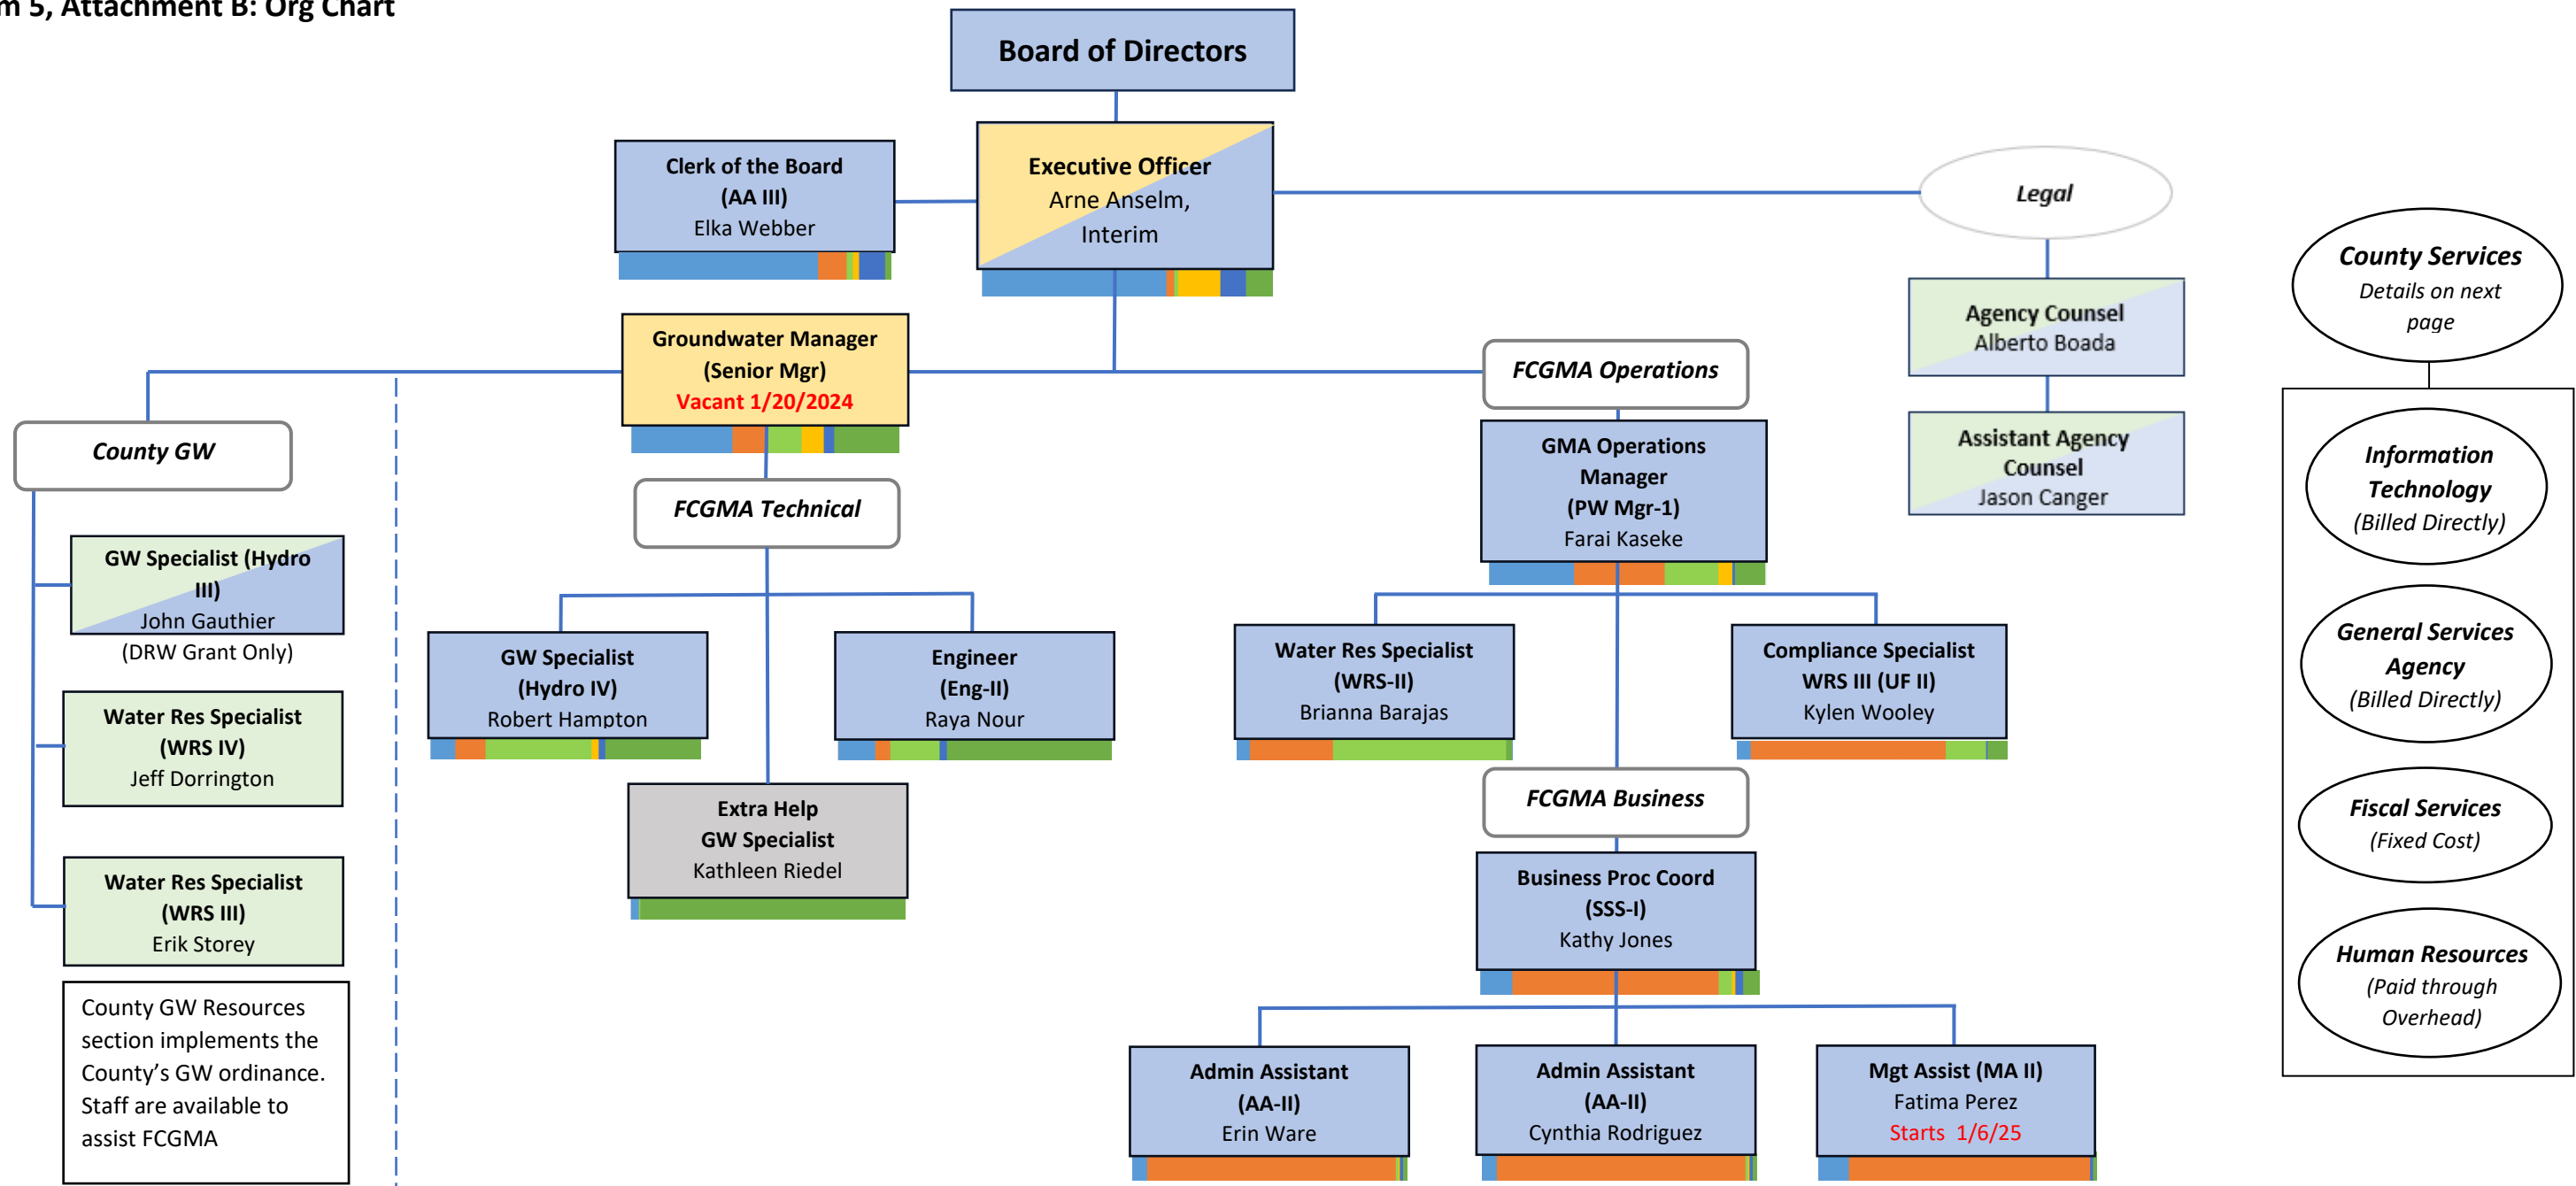 m 5, Attachment B: Org Chart
Board of Directors
Clerk of the Board
(AA III)
Elka Webber
Executive Officer
Arne Anselm,
Interim
Legal
Agency Counsel
Alberto Boada
Assistant Agency
Counsel
Jason Canger
County Services
Details on next
page
Information
Technology
(Billed Directly)
General Services
Agency
(Billed Directly)
Fiscal Services
(Fixed Cost)
Human Resources
(Paid through
Overhead)
Groundwater Manager
(Senior Mgr)
Vacant 1/20/2024
County GW
GW Specialist (Hydro
III)
John Gauthier
(DRW Grant Only)
Water Res Specialist
(WRS IV)
Jeff Dorrington
Water Res Specialist
(WRS III)
Erik Storey
County GW Resources
section implements the
County's GW ordinance.
Staff are available to
assist FCGMA
FCGMA Technical
GW Specialist
(Hydro IV)
Robert Hampton
Engineer
(Eng-II)
Raya Nour
Extra Help
GW Specialist
Kathleen Riedel
FCGMA Operations
GMA Operations
Manager
(PW Mgr-1)
Farai Kaseke
Water Res Specialist
(WRS-II)
Brianna Barajas
Compliance Specialist
WRS III (UF II)
Kylen Wooley
FCGMA Business
Business Proc Coord
(SSS-I)
Kathy Jones
Admin Assistant
(AA-II)
Erin Ware
Admin Assistant
(AA-II)
Cynthia Rodriguez
Mgt Assist (MA II)
Fatima Perez
Starts 1/6/25